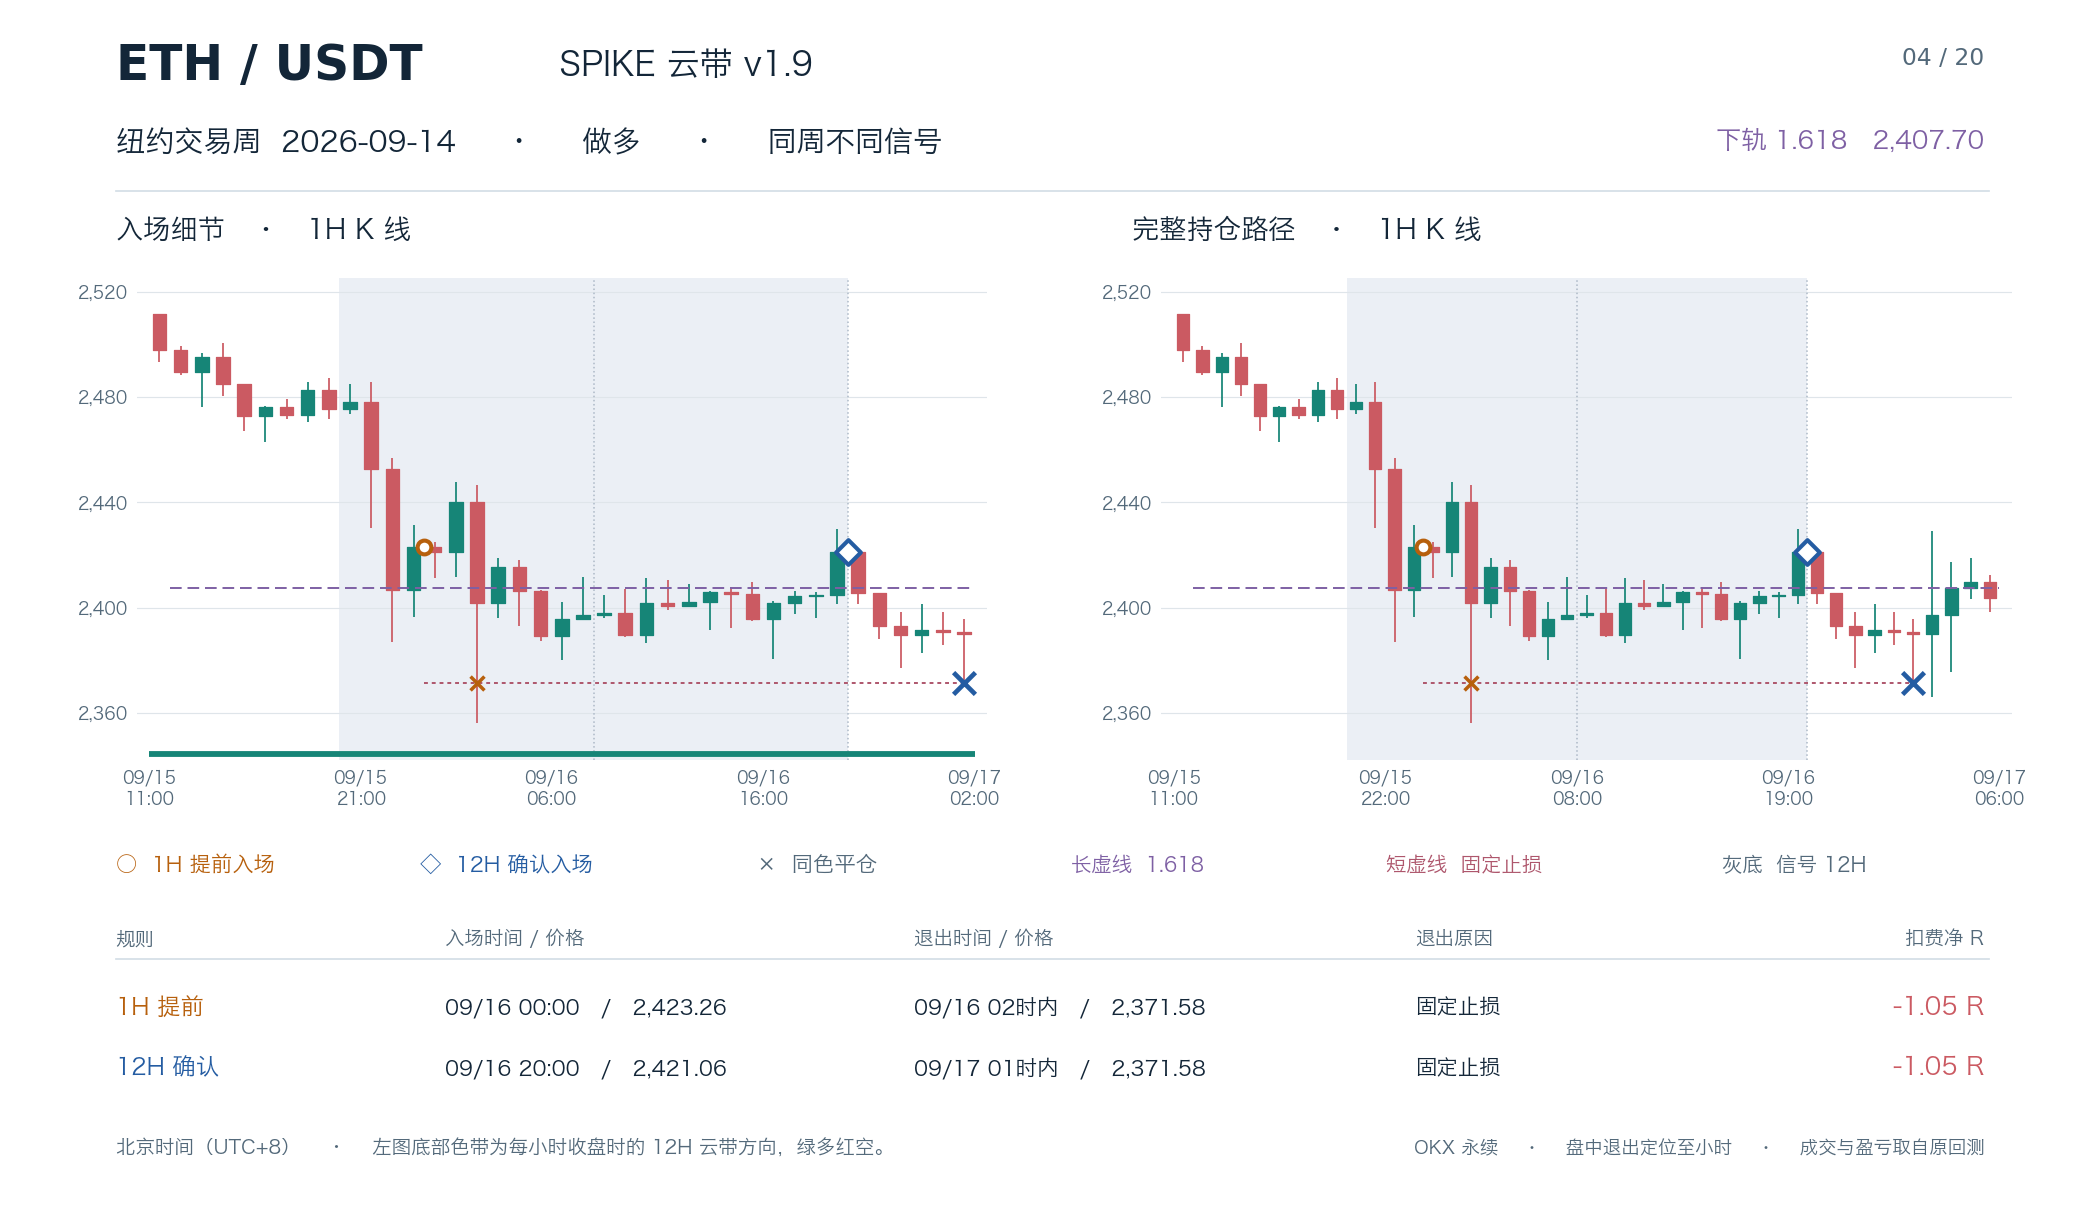 ETH / USDT SPIKE 云带 v1.9 04 / 20
纽约交易周 2026-09-14 · 做多 · 同周不同信号 下轨 1.618 2,407.70
入场细节 · 1H K 线
2,520
2,480
2,440
2,400
2,360
09/15 11:00
09/15 21:00
09/16 06:00
09/16 16:00
09/17 02:00
完整持仓路径 · 1H K 线
2,520
2,480
2,440
2,400
2,360
09/15 11:00
09/15 22:00
09/16 08:00
09/16 19:00
09/17 06:00
○ 1H 提前入场 ◇ 12H 确认入场 × 同色平仓 长虚线 1.618 短虚线 固定止损 灰底 信号 12H
规则 入场时间 / 价格 退出时间 / 价格 退出原因 扣费净 R
1H 提前 09/16 00:00 / 2,423.26 09/16 02时内 / 2,371.58 固定止损 -1.05 R
12H 确认 09/16 20:00 / 2,421.06 09/17 01时内 / 2,371.58 固定止损 -1.05 R
北京时间（UTC+8） · 左图底部色带为每小时收盘时的 12H 云带方向，绿多红空。 OKX 永续 · 盘中退出定位至小时 · 成交与盈亏取自原回测